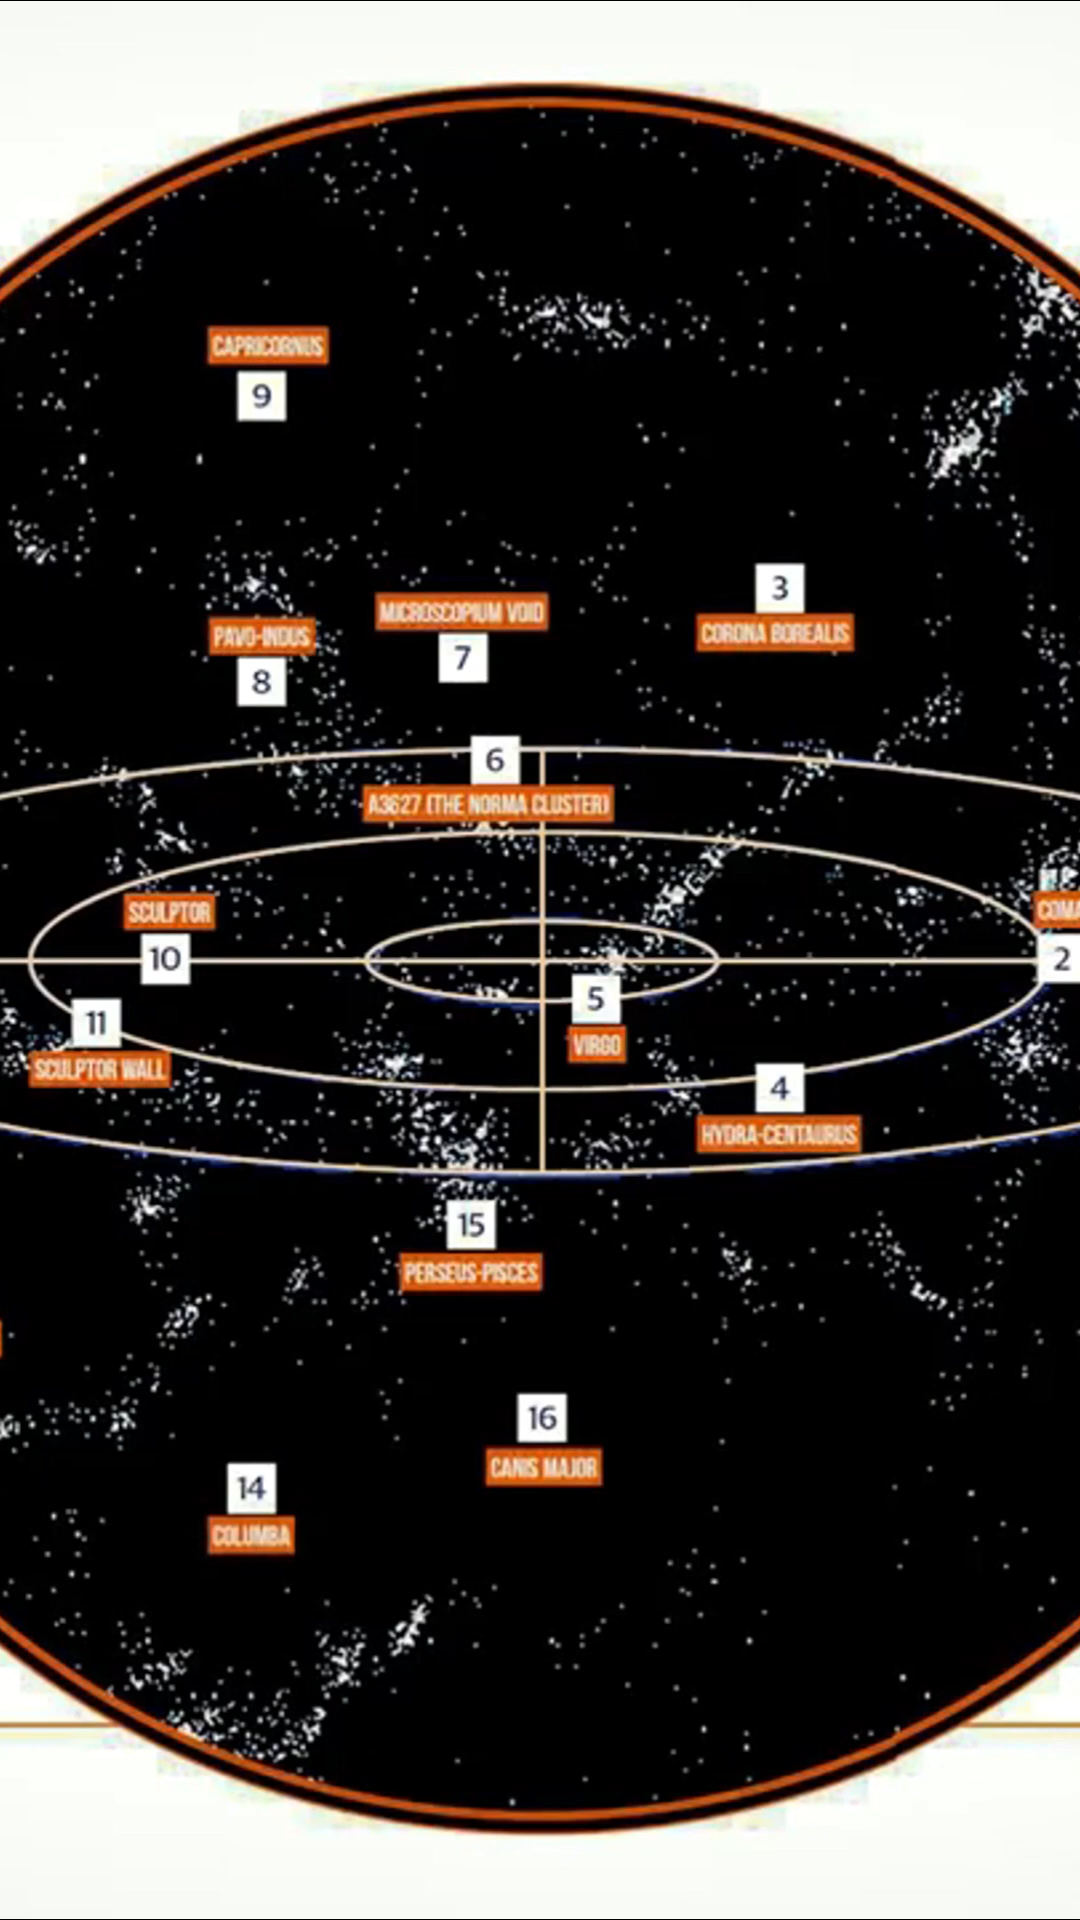 CAPRICORNUS
9
3
CORONA BOREALIS
MICROSCOPIUM VOID
7
PAVO-INDUS
8
6
A3627 (THE NORMA CLUSTER)
SCULPTOR
10
COMA
2
5
VIRGO
11
SCULPTOR WALL
4
HYDRA-CENTAURUS
15
PERSEUS-PISCES
16
CANIS MAJOR
14
COLUMBA